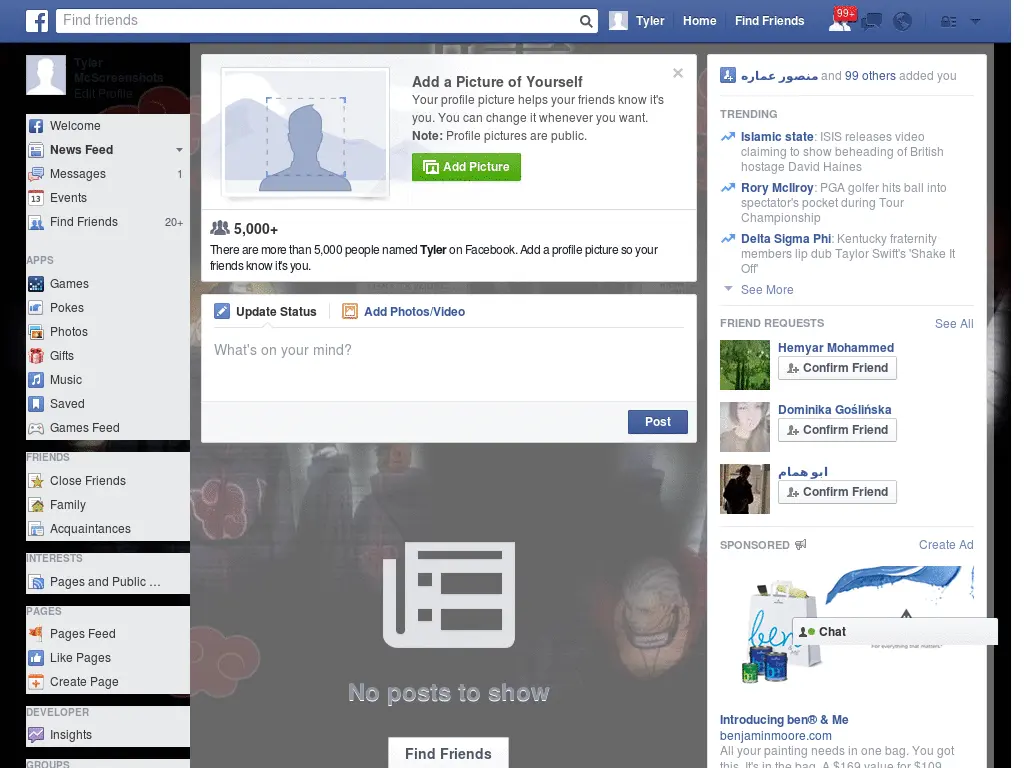 Find friends
Tyler
Home
Find Friends
99+
Tyler
McScreenshots
Edit Profile
Welcome
News Feed
Messages 1
13 Events
Find Friends 20+
APPS
Games
Pokes
Photos
Gifts
Music
Saved
Games Feed
FRIENDS
Close Friends
Family
Acquaintances
INTERESTS
Pages and Public ...
PAGES
Pages Feed
Like Pages
Create Page
DEVELOPER
Insights
GROUPS
Add a Picture of Yourself
Your profile picture helps your friends know it's
you. You can change it whenever you want.
Note: Profile pictures are public.
Add Picture
5,000+
There are more than 5,000 people named Tyler on Facebook. Add a profile picture so your
friends know it's you.
Update Status
Add Photos/Video
What's on your mind?
Post
No posts to show
Find Friends
منصور عماره and 99 others added you
TRENDING
Islamic state: ISIS releases video
claiming to show beheading of British
hostage David Haines
Rory McIlroy: PGA golfer hits ball into
spectator's pocket during Tour
Championship
Delta Sigma Phi: Kentucky fraternity
members lip dub Taylor Swift's 'Shake It
Off'
See More
FRIEND REQUESTS See All
Hemyar Mohammed
Confirm Friend
Dominika Goślińska
Confirm Friend
ابو همام
Confirm Friend
SPONSORED Create Ad
ben
Chat
For everything that matters.
Introducing ben® & Me
benjaminmoore.com
All your painting needs in one bag. You got
this. It's in the bag. A $169 value for $109